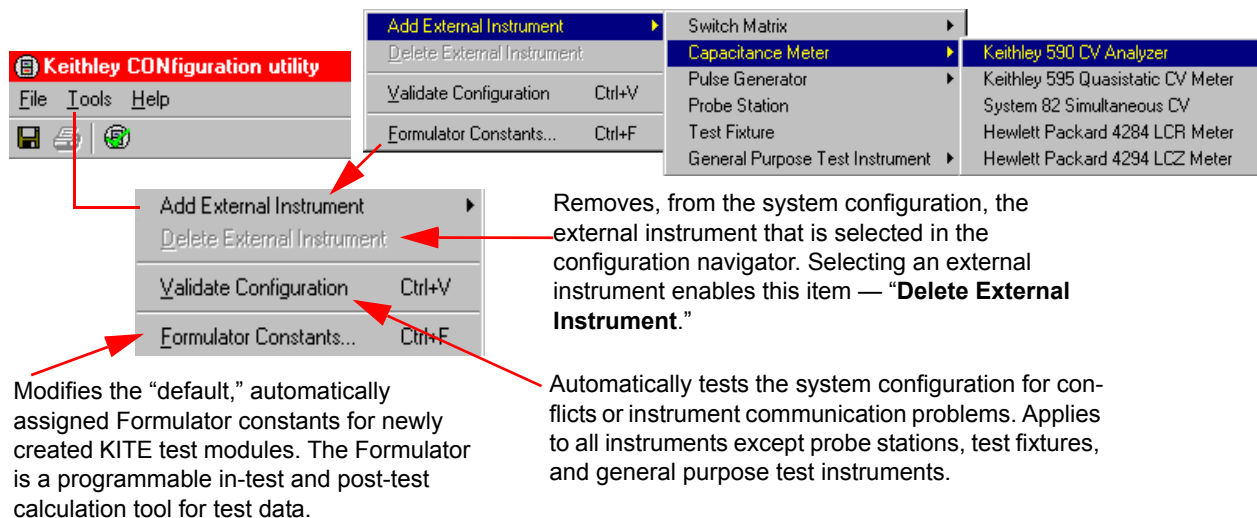 Keithley CONfiguration utility
File Tools Help
Add External Instrument
Delete External Instrument
Validate Configuration Ctrl+V
Formulator Constants... Ctrl+F
Switch Matrix
Capacitance Meter
Pulse Generator
Probe Station
Test Fixture
General Purpose Test Instrument
Keithley 590 CV Analyzer
Keithley 595 Quasistatic CV Meter
System 82 Simultaneous CV
Hewlett Packard 4284 LCR Meter
Hewlett Packard 4294 LCZ Meter
Add External Instrument
Delete External Instrument
Validate Configuration Ctrl+V
Formulator Constants... Ctrl+F
Removes, from the system configuration, the
external instrument that is selected in the
configuration navigator. Selecting an external
instrument enables this item — “Delete External
Instrument.”
Modifies the “default,” automatically
assigned Formulator constants for newly
created KITE test modules. The Formulator
is a programmable in-test and post-test
calculation tool for test data.
Automatically tests the system configuration for con-
flicts or instrument communication problems. Applies
to all instruments except probe stations, test fixtures,
and general purpose test instruments.